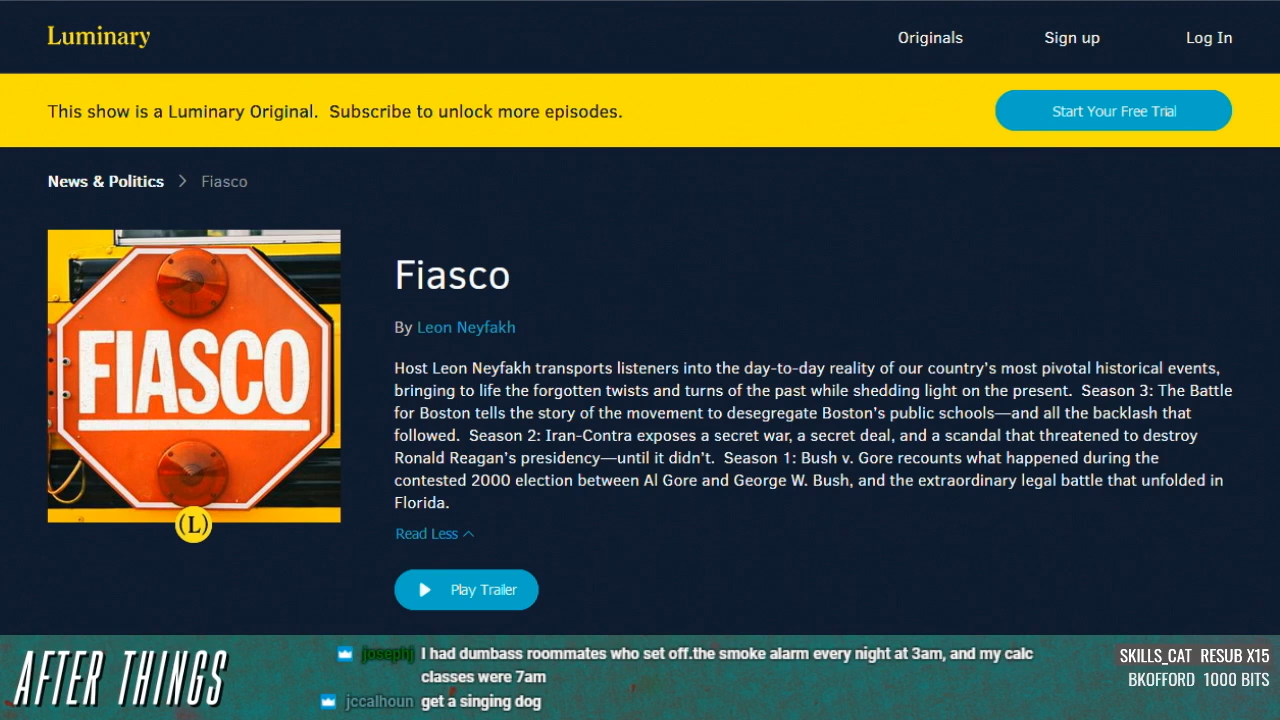 Luminary
Originals
Sign up
Log In
This show is a Luminary Original. Subscribe to unlock more episodes.
Start Your Free Trial
News & Politics > Fiasco
FIASCO
(L)
Fiasco
By Leon Neyfakh
Host Leon Neyfakh transports listeners into the day-to-day reality of our country's most pivotal historical events,
bringing to life the forgotten twists and turns of the past while shedding light on the present. Season 3: The Battle
for Boston tells the story of the movement to desegregate Boston's public schools—and all the backlash that
followed. Season 2: Iran-Contra exposes a secret war, a secret deal, and a scandal that threatened to destroy
Ronald Reagan's presidency—until it didn't. Season 1: Bush v. Gore recounts what happened during the
contested 2000 election between Al Gore and George W. Bush, and the extraordinary legal battle that unfolded in
Florida.
Read Less
Play Trailer
AFTER THINGS
josephj I had dumbass roommates who set off.the smoke alarm every night at 3am, and my calc
classes were 7am
jccalhoun get a singing dog
SKILLS_CAT RESUB X15
BKOFFORD 1000 BITS